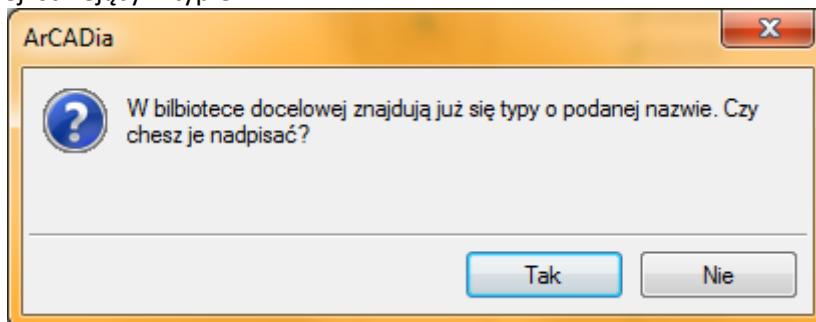 ArCADia
W bilbiotece docelowej znajdują już się typy o podanej nazwie. Czy
chesz je nadpisać?
Tak
Nie